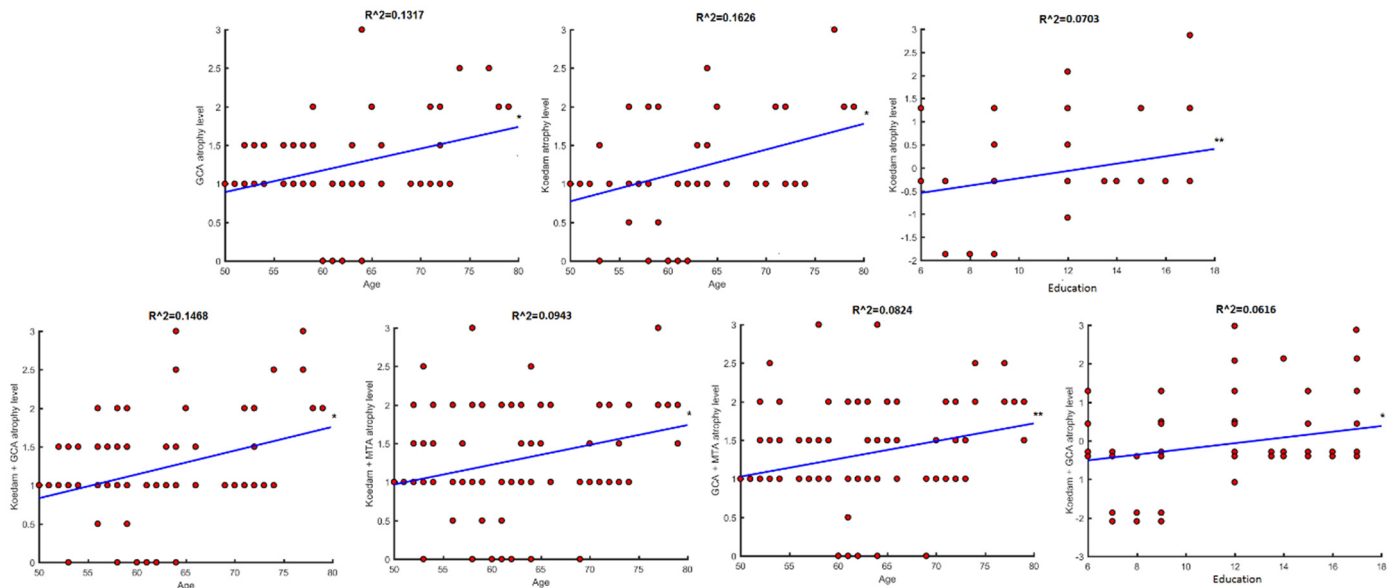 R^2=0.1317
GCA atrophy level
3
2.5
2
1.5
1
0.5
0
50 55 60 65 70 75 80
Age
*
R^2=0.1626
Koedam atrophy level
3
2.5
2
1.5
1
0.5
0
50 55 60 65 70 75 80
Age
*
R^2=0.0703
Koedam atrophy level
3
2.5
2
1.5
1
0.5
0
-0.5
-1
-1.5
-2
6 8 10 12 14 16 18
Education
**
R^2=0.1468
Koedam + GCA atrophy level
3
2.5
2
1.5
1
0.5
0
50 55 60 65 70 75 80
Age
*
R^2=0.0943
Koedam + MTA atrophy level
3
2.5
2
1.5
1
0.5
0
50 55 60 65 70 75 80
Age
*
R^2=0.0824
GCA + MTA atrophy level
3
2.5
2
1.5
1
0.5
0
50 55 60 65 70 75 80
Age
**
R^2=0.0616
Koedam + GCA atrophy level
3
2
1
0
-1
-2
-3
6 8 10 12 14 16 18
Education
*